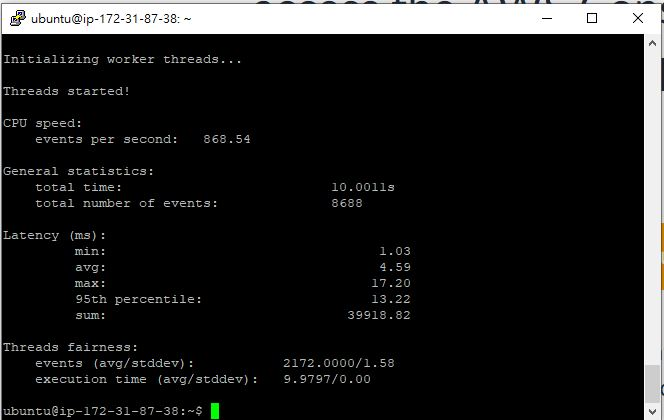 ubuntu@ip-172-31-87-38: ~
Initializing worker threads...
Threads started!
CPU speed:
events per second: 868.54
General statistics:
total time: 10.0011s
total number of events: 8688
Latency (ms):
min: 1.03
avg: 4.59
max: 17.20
95th percentile: 13.22
sum: 39918.82
Threads fairness:
events (avg/stddev): 2172.0000/1.58
execution time (avg/stddev): 9.9797/0.00
ubuntu@ip-172-31-87-38:~$